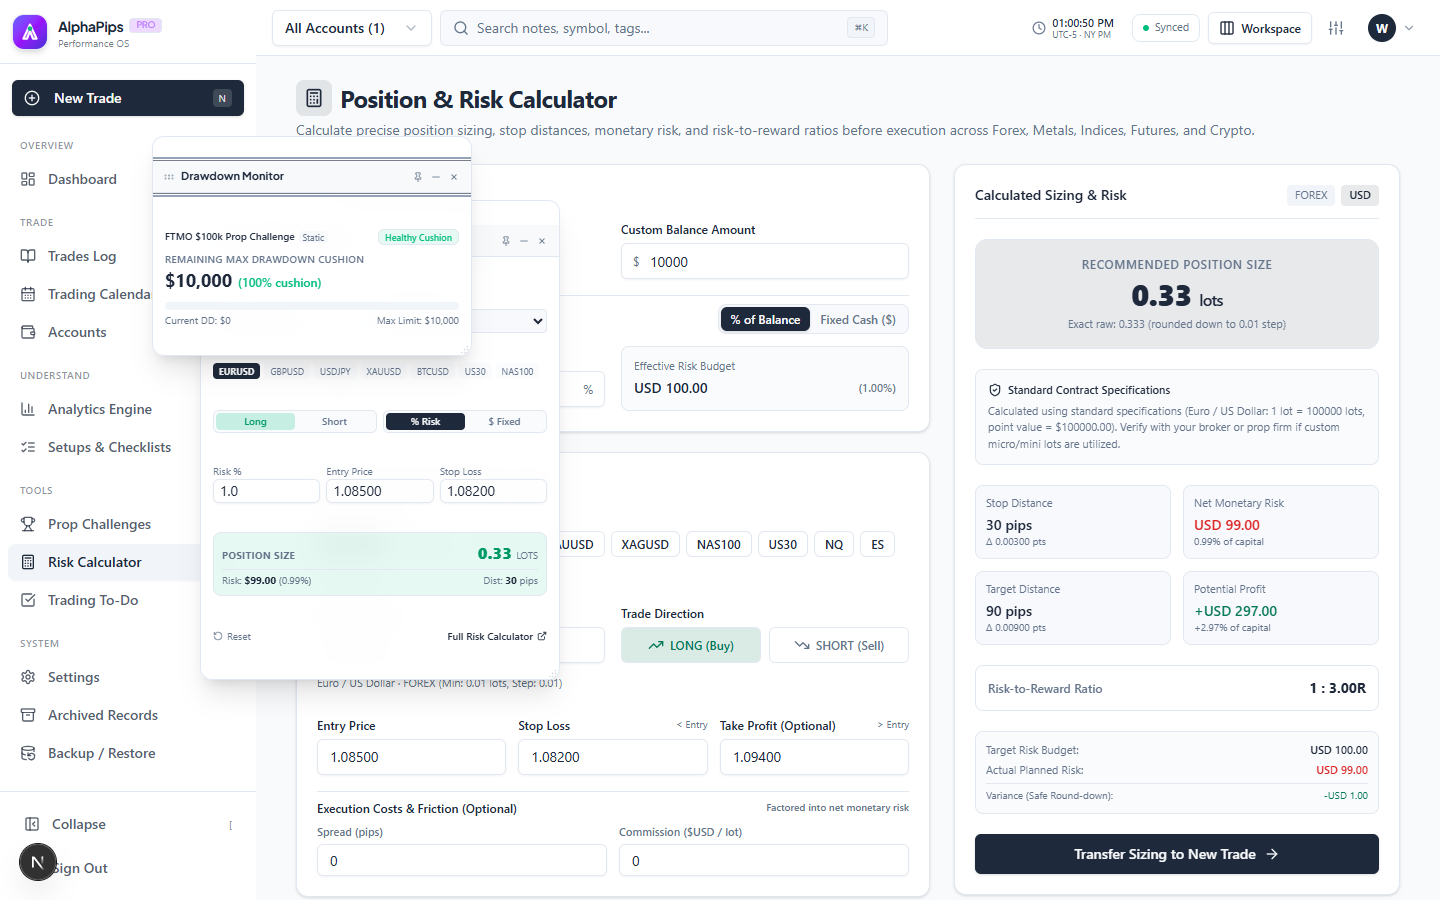 AlphaPips PRO
Performance OS
All Accounts (1)
Search notes, symbol, tags...
⌘K
01:00:50 PM
UTC-5 · NY PM
Synced
Workspace
W
New Trade N
OVERVIEW
Dashboard
TRADE
Trades Log
Trading Calenda
Accounts
UNDERSTAND
Analytics Engine
Setups & Checklists
TOOLS
Prop Challenges
Risk Calculator
Trading To-Do
SYSTEM
Settings
Archived Records
Backup / Restore
Collapse [
N
Sign Out
Position & Risk Calculator
Calculate precise position sizing, stop distances, monetary risk, and risk-to-reward ratios before execution across Forex, Metals, Indices, Futures, and Crypto.
Drawdown Monitor
FTMO $100k Prop Challenge Static Healthy Cushion
REMAINING MAX DRAWDOWN CUSHION
$10,000 (100% cushion)
Current DD: $0 Max Limit: $10,000
EURUSD GBPUSD USDJPY XAUUSD BTCUSD US30 NAS100
Long Short % Risk $ Fixed
Risk % Entry Price Stop Loss
1.0 1.08500 1.08200
POSITION SIZE 0.33 LOTS
Risk: $99.00 (0.99%) Dist: 30 pips
Reset Full Risk Calculator
Custom Balance Amount
$ 10000
% of Balance Fixed Cash ($)
%
Effective Risk Budget
USD 100.00 (1.00%)
AUUSD XAGUSD NAS100 US30 NQ ES
Trade Direction
LONG (Buy) SHORT (Sell)
Euro / US Dollar · FOREX (Min: 0.01 lots, Step: 0.01)
Entry Price Stop Loss < Entry Take Profit (Optional) > Entry
1.08500 1.08200 1.09400
Execution Costs & Friction (Optional) Factored into net monetary risk
Spread (pips) Commission ($USD / lot)
0 0
Calculated Sizing & Risk FOREX USD
RECOMMENDED POSITION SIZE
0.33 lots
Exact raw: 0.333 (rounded down to 0.01 step)
Standard Contract Specifications
Calculated using standard specifications (Euro / US Dollar: 1 lot = 100000 lots,
point value = $100000.00). Verify with your broker or prop firm if custom
micro/mini lots are utilized.
Stop Distance
30 pips
Δ 0.00300 pts
Net Monetary Risk
USD 99.00
0.99% of capital
Target Distance
90 pips
Δ 0.00900 pts
Potential Profit
+USD 297.00
+2.97% of capital
Risk-to-Reward Ratio 1 : 3.00R
Target Risk Budget: USD 100.00
Actual Planned Risk: USD 99.00
Variance (Safe Round-down): -USD 1.00
Transfer Sizing to New Trade